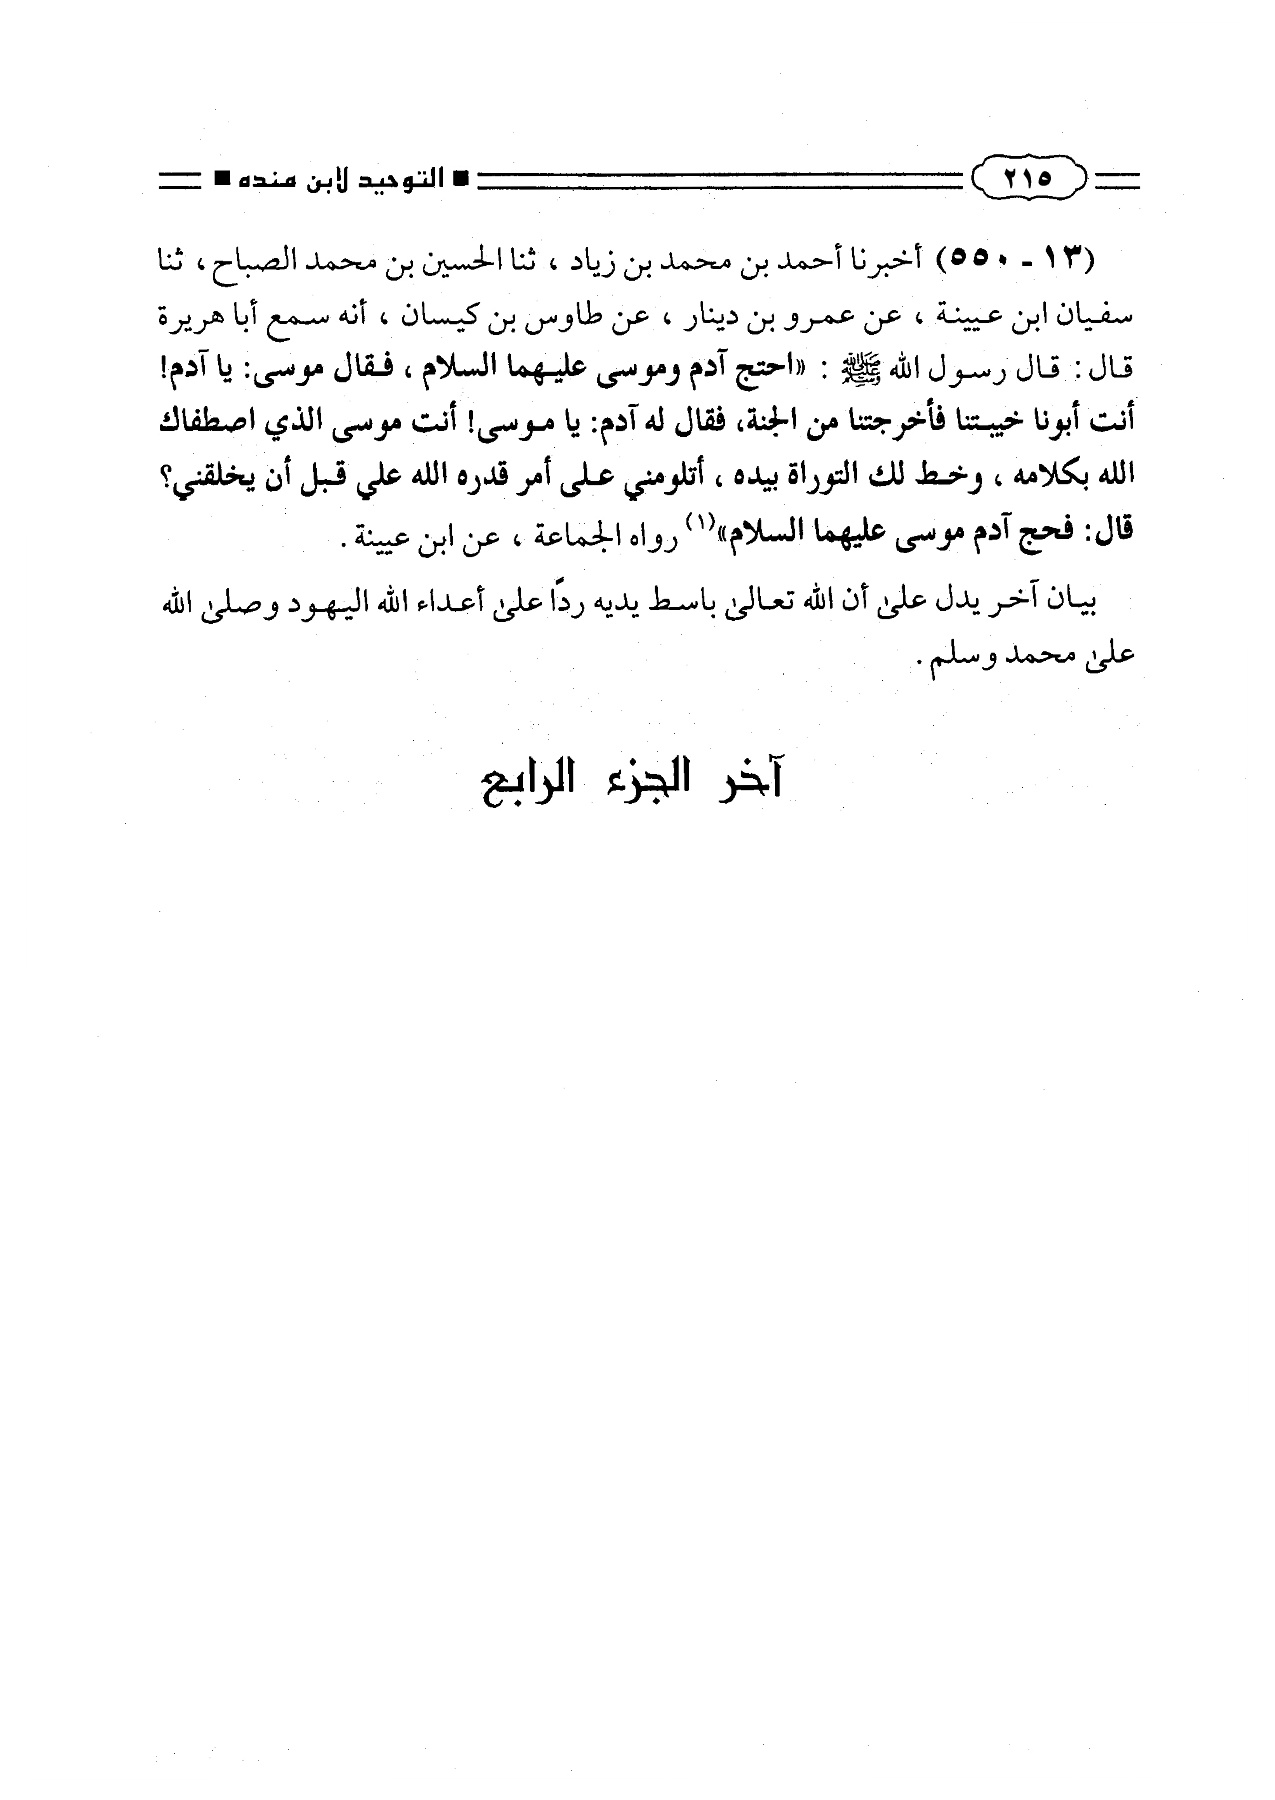 ٢١٥ ■ التوحيد لابن منده ■
(١٣ - ٥٥٠) أخبرنا أحمد بن محمد بن زياد ، ثنا الحسين بن محمد الصباح ، ثنا
سفيان ابن عيينة ، عن عمرو بن دينار ، عن طاوس بن كيسان ، أنه سمع أبا هريرة
قال : قال رسول الله ﷺ : «احتج آدم وموسى عليهما السلام ، فقال موسى: يا آدم!
أنت أبونا خيبتنا فأخرجتنا من الجنة، فقال له آدم: يا موسى! أنت موسى الذي اصطفاك
الله بكلامه ، وخط لك التوراة بيده ، أتلومني على أمر قدره الله علي قبل أن يخلقني؟
قال: فحج آدم موسى عليهما السلام»(١) رواه الجماعة ، عن ابن عيينة .
بيان آخر يدل على أن الله تعالى باسط يديه ردًا على أعداء الله اليهود وصلى الله
على محمد وسلم .
آخر الجزء الرابع